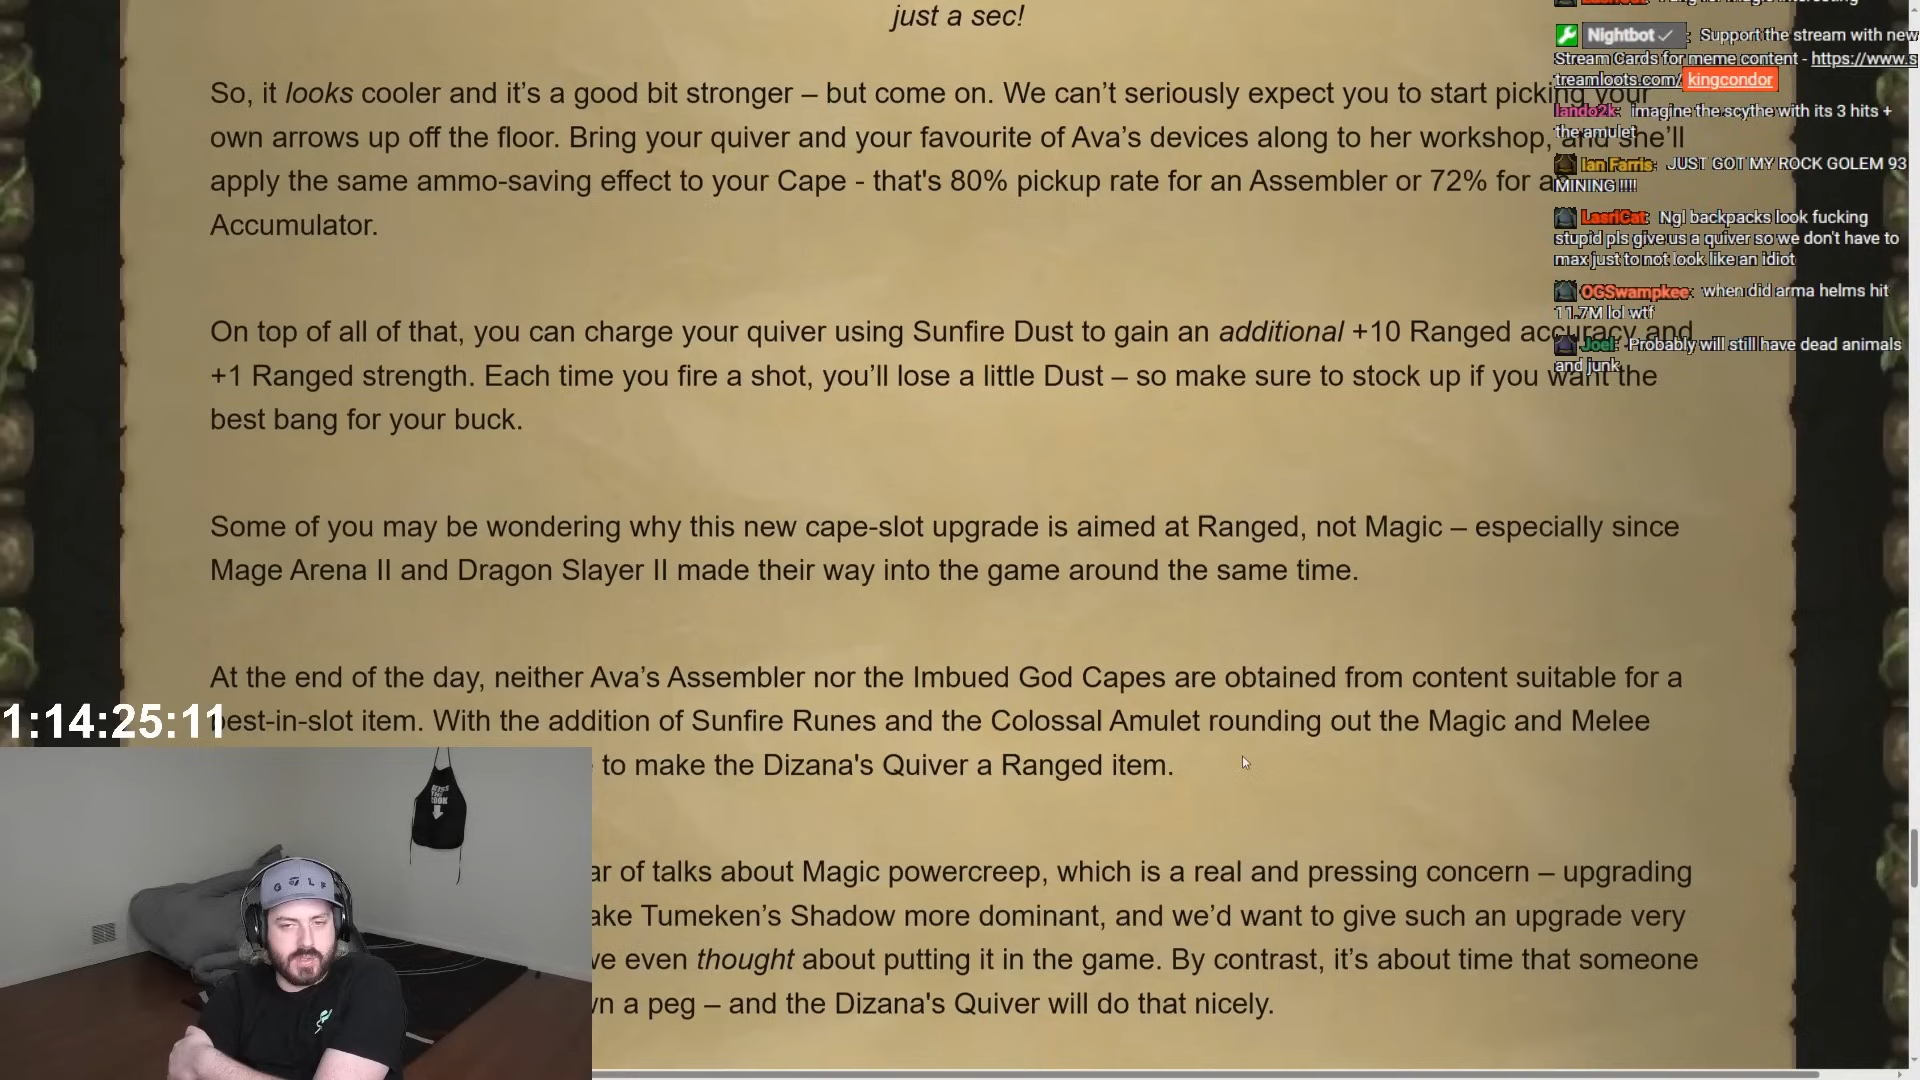 just a sec!
So, it looks cooler and it’s a good bit stronger – but come on. We can’t seriously expect you to start picking your
own arrows up off the floor. Bring your quiver and your favourite of Ava’s devices along to her workshop, and she’ll
apply the same ammo-saving effect to your Cape - that's 80% pickup rate for an Assembler or 72% for a
Accumulator.
On top of all of that, you can charge your quiver using Sunfire Dust to gain an additional +10 Ranged accuracy and
+1 Ranged strength. Each time you fire a shot, you’ll lose a little Dust – so make sure to stock up if you want the
best bang for your buck.
Some of you may be wondering why this new cape-slot upgrade is aimed at Ranged, not Magic – especially since
Mage Arena II and Dragon Slayer II made their way into the game around the same time.
At the end of the day, neither Ava’s Assembler nor the Imbued God Capes are obtained from content suitable for a
best-in-slot item. With the addition of Sunfire Runes and the Colossal Amulet rounding out the Magic and Melee
to make the Dizana's Quiver a Ranged item.
ar of talks about Magic powercreep, which is a real and pressing concern – upgrading
ake Tumeken’s Shadow more dominant, and we’d want to give such an upgrade very
ve even thought about putting it in the game. By contrast, it’s about time that someone
wn a peg – and the Dizana's Quiver will do that nicely.
Nightbot ✓: Support the stream with new
Stream Cards for meme content - https://www.s
treamloots.com/ kingcondor
lando2k: imagine the scythe with its 3 hits +
the amulet
Ian Farris: JUST GOT MY ROCK GOLEM 93
MINING !!!!
LasriCat: Ngl backpacks look fucking
stupid pls give us a quiver so we don't have to
max just to not look like an idiot
OGSwampkee: when did arma helms hit
11.7M lol wtf
Joel: Probably will still have dead animals
and junk
1:14:25:11
KISS
THE
COOK
GOLF